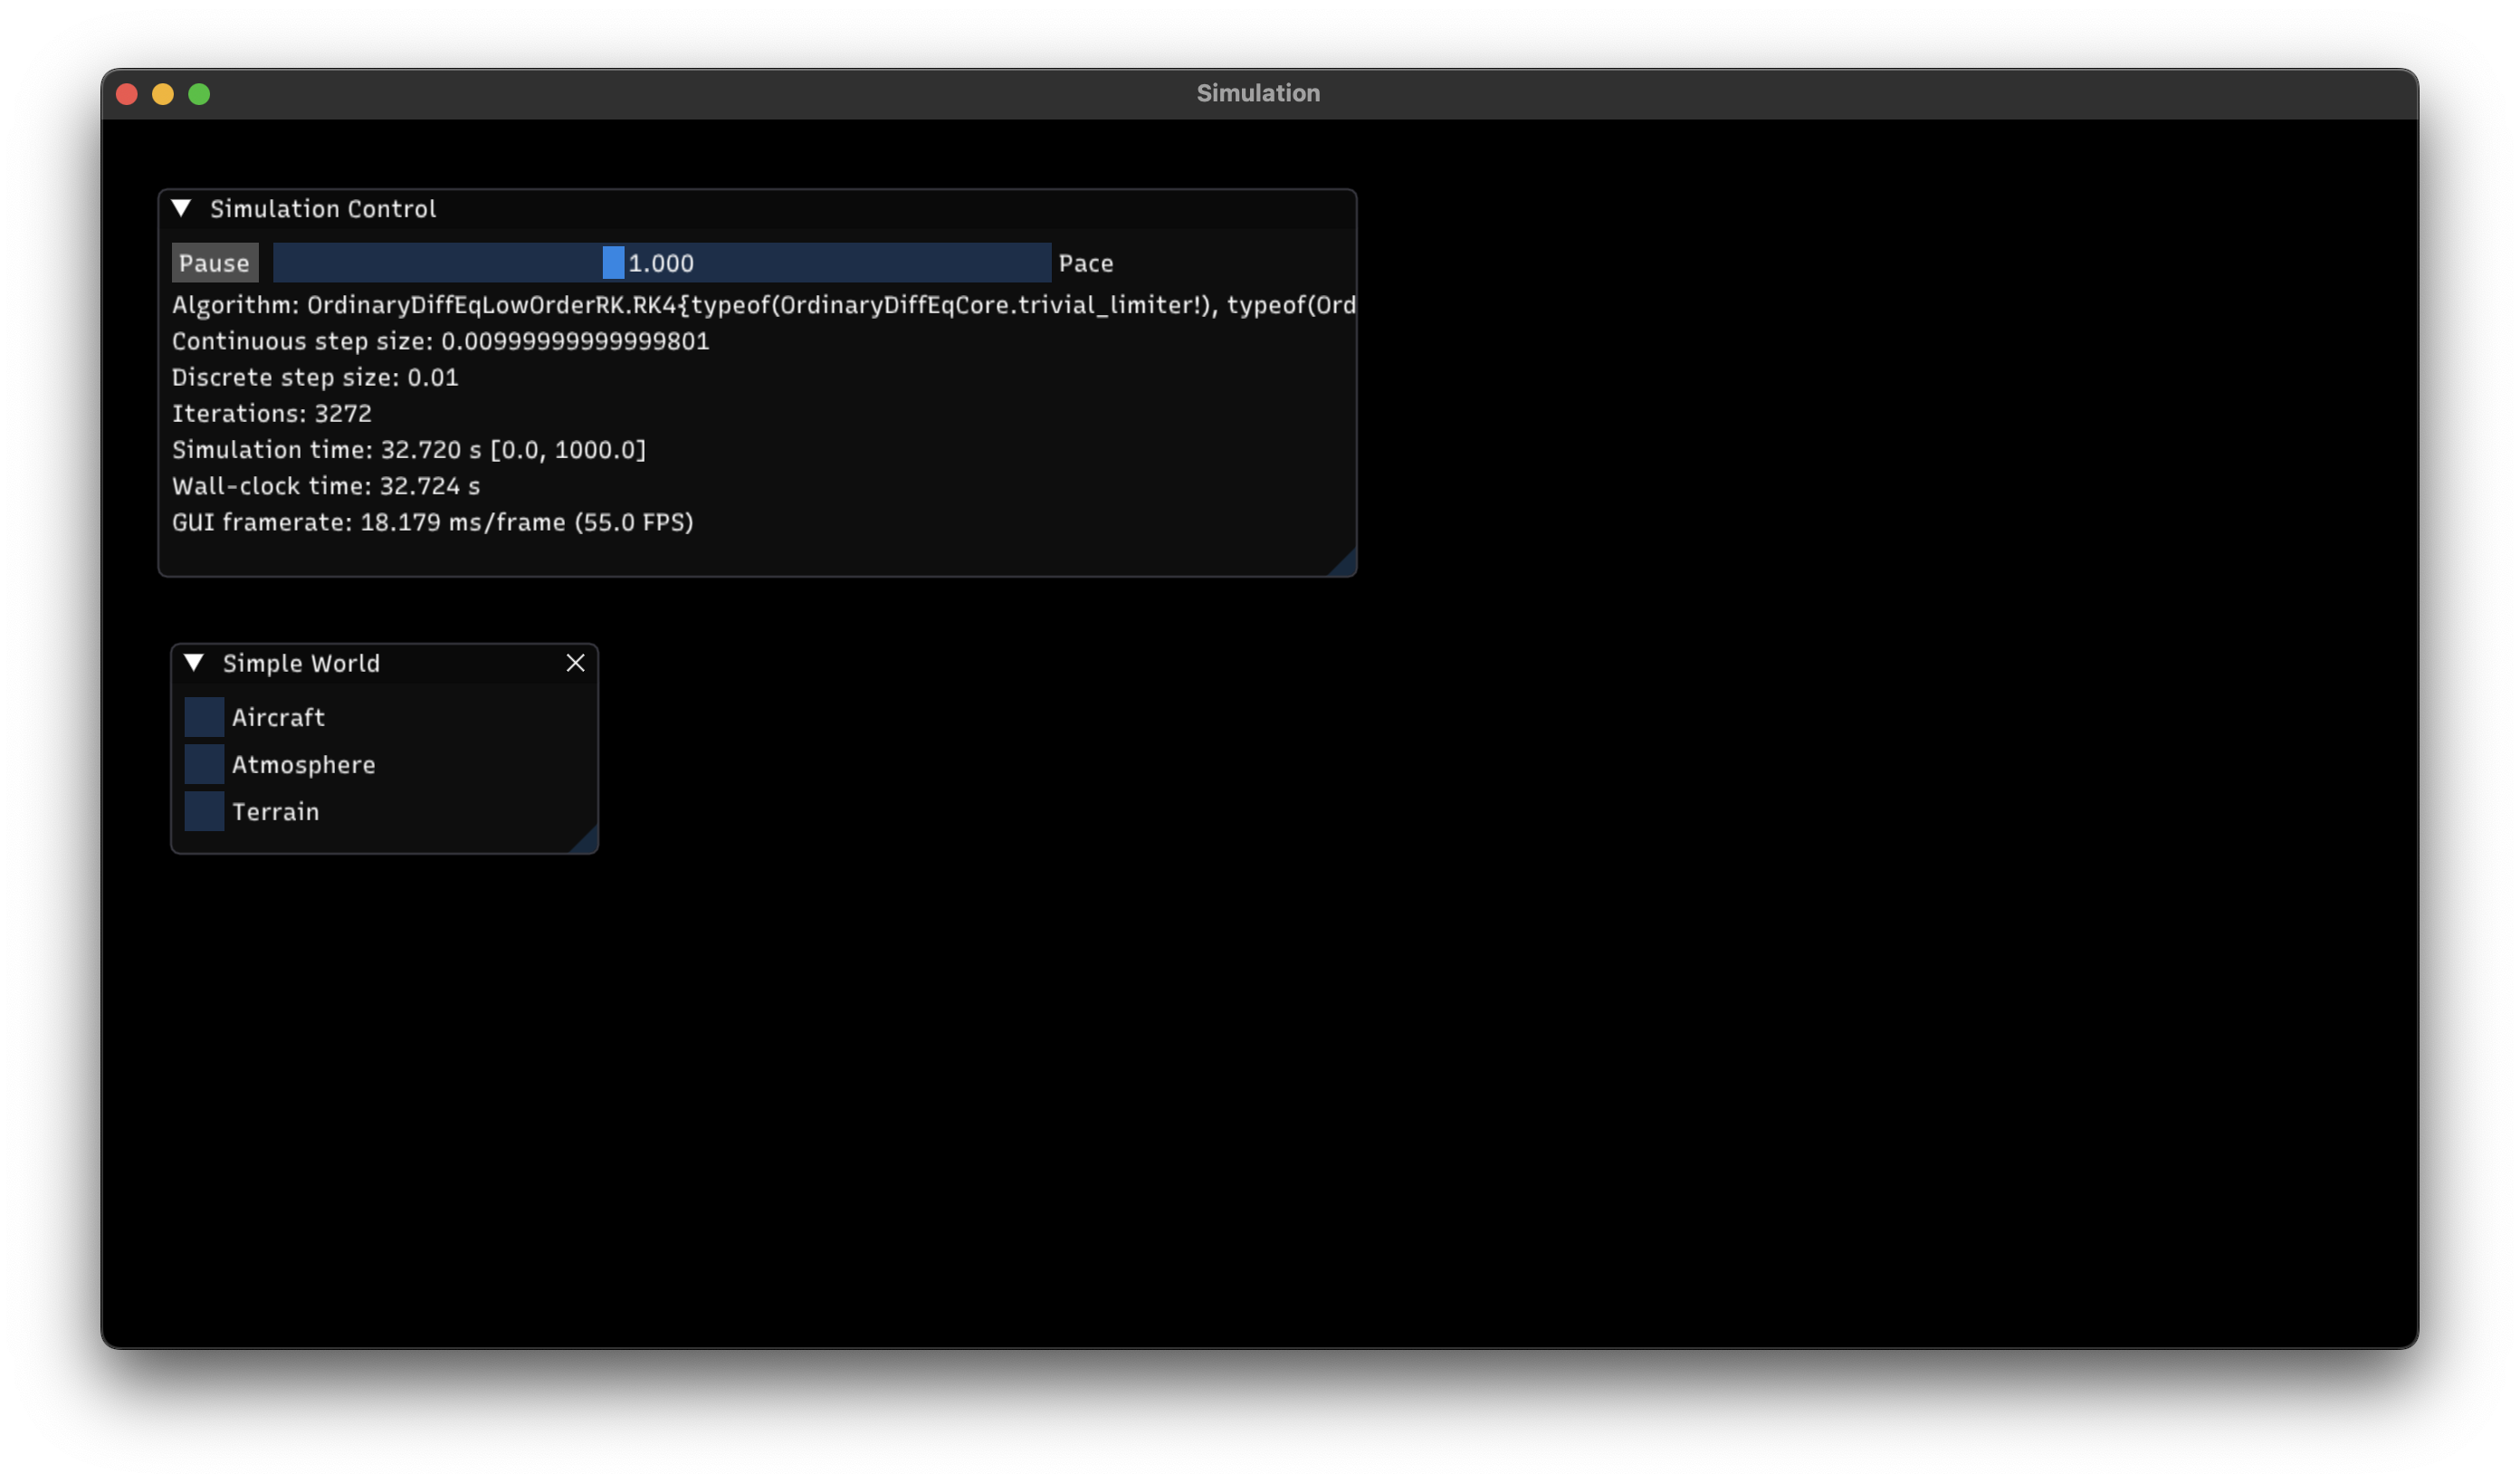 Simulation
Simulation Control
Pause 1.000 Pace
Algorithm: OrdinaryDiffEqLowOrderRK.RK4{typeof(OrdinaryDiffEqCore.trivial_limiter!), typeof(Ord
Continuous step size: 0.00999999999999801
Discrete step size: 0.01
Iterations: 3272
Simulation time: 32.720 s [0.0, 1000.0]
Wall-clock time: 32.724 s
GUI framerate: 18.179 ms/frame (55.0 FPS)
Simple World
Aircraft
Atmosphere
Terrain